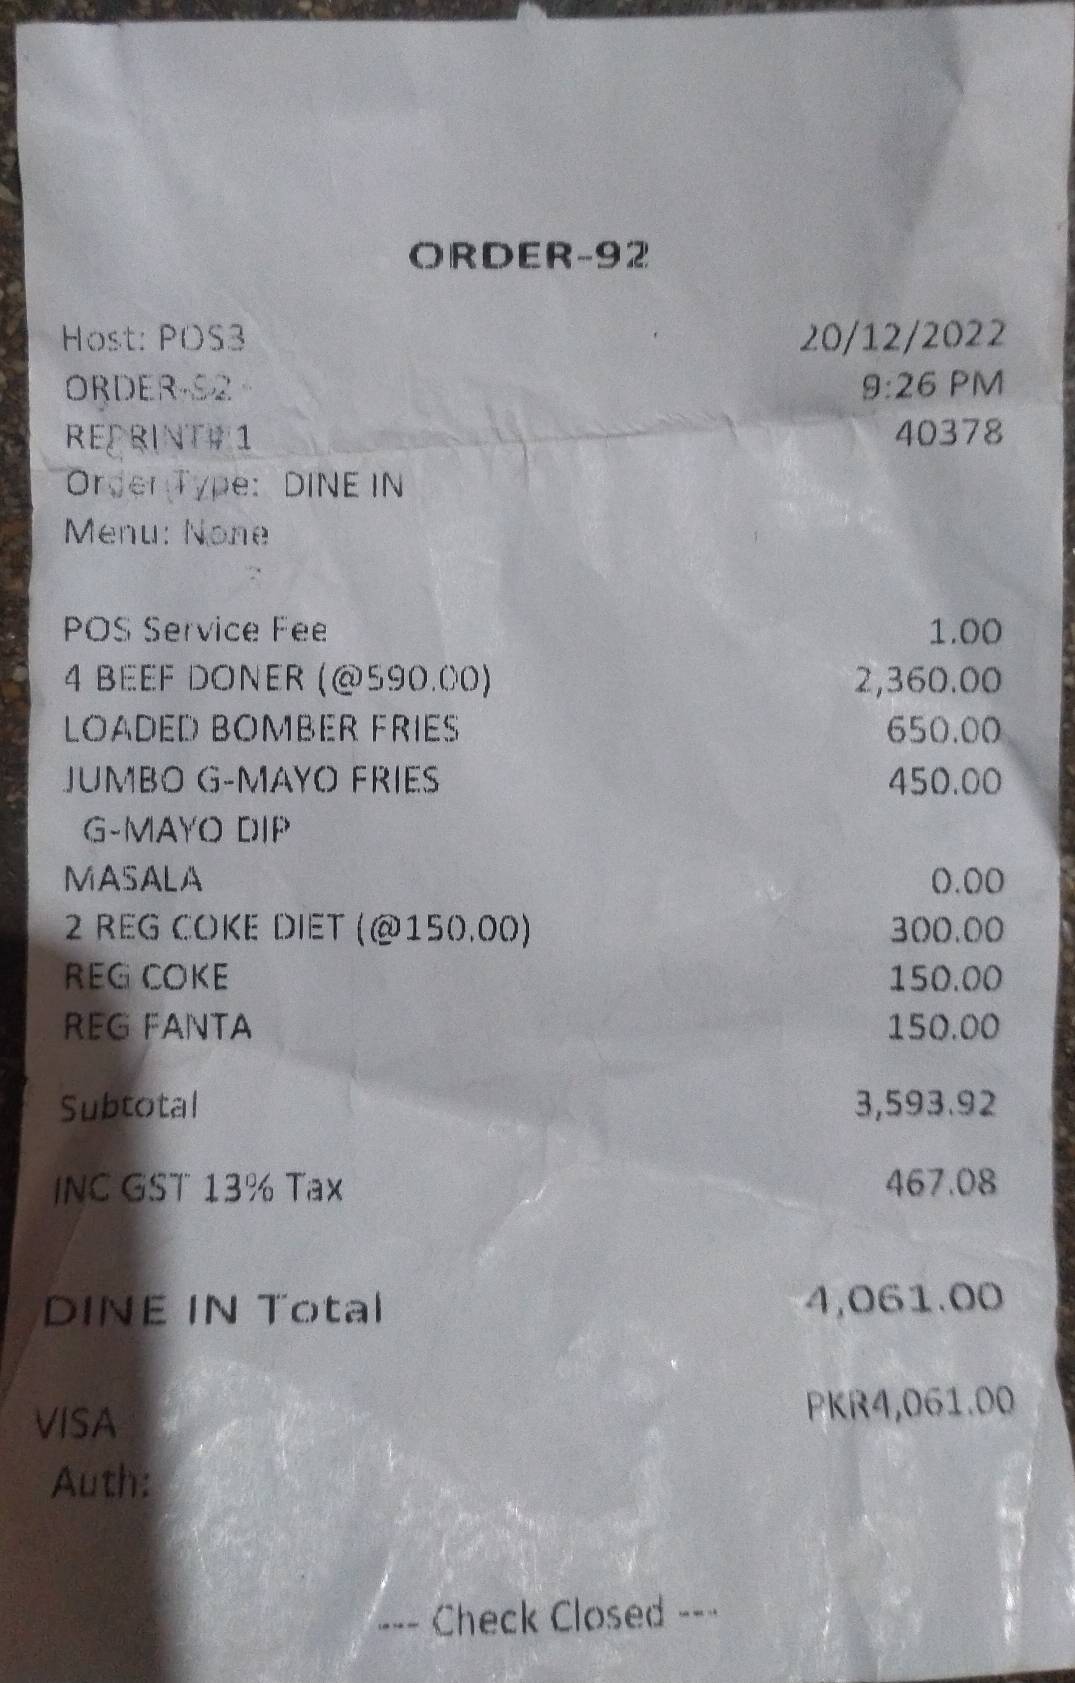 ORDER-92
Host: POS3 20/12/2022
ORDER-92 9:26 PM
REPRINT# 1 40378
Order Type: DINE IN
Menu: None
POS Service Fee 1.00
4 BEEF DONER (@590.00) 2,360.00
LOADED BOMBER FRIES 650.00
JUMBO G-MAYO FRIES 450.00
G-MAYO DIP
MASALA 0.00
2 REG COKE DIET (@150.00) 300.00
REG COKE 150.00
REG FANTA 150.00
Subtotal 3,593.92
INC GST 13% Tax 467.08
DINE IN Total 4,061.00
VISA PKR4,061.00
Auth:
--- Check Closed ---